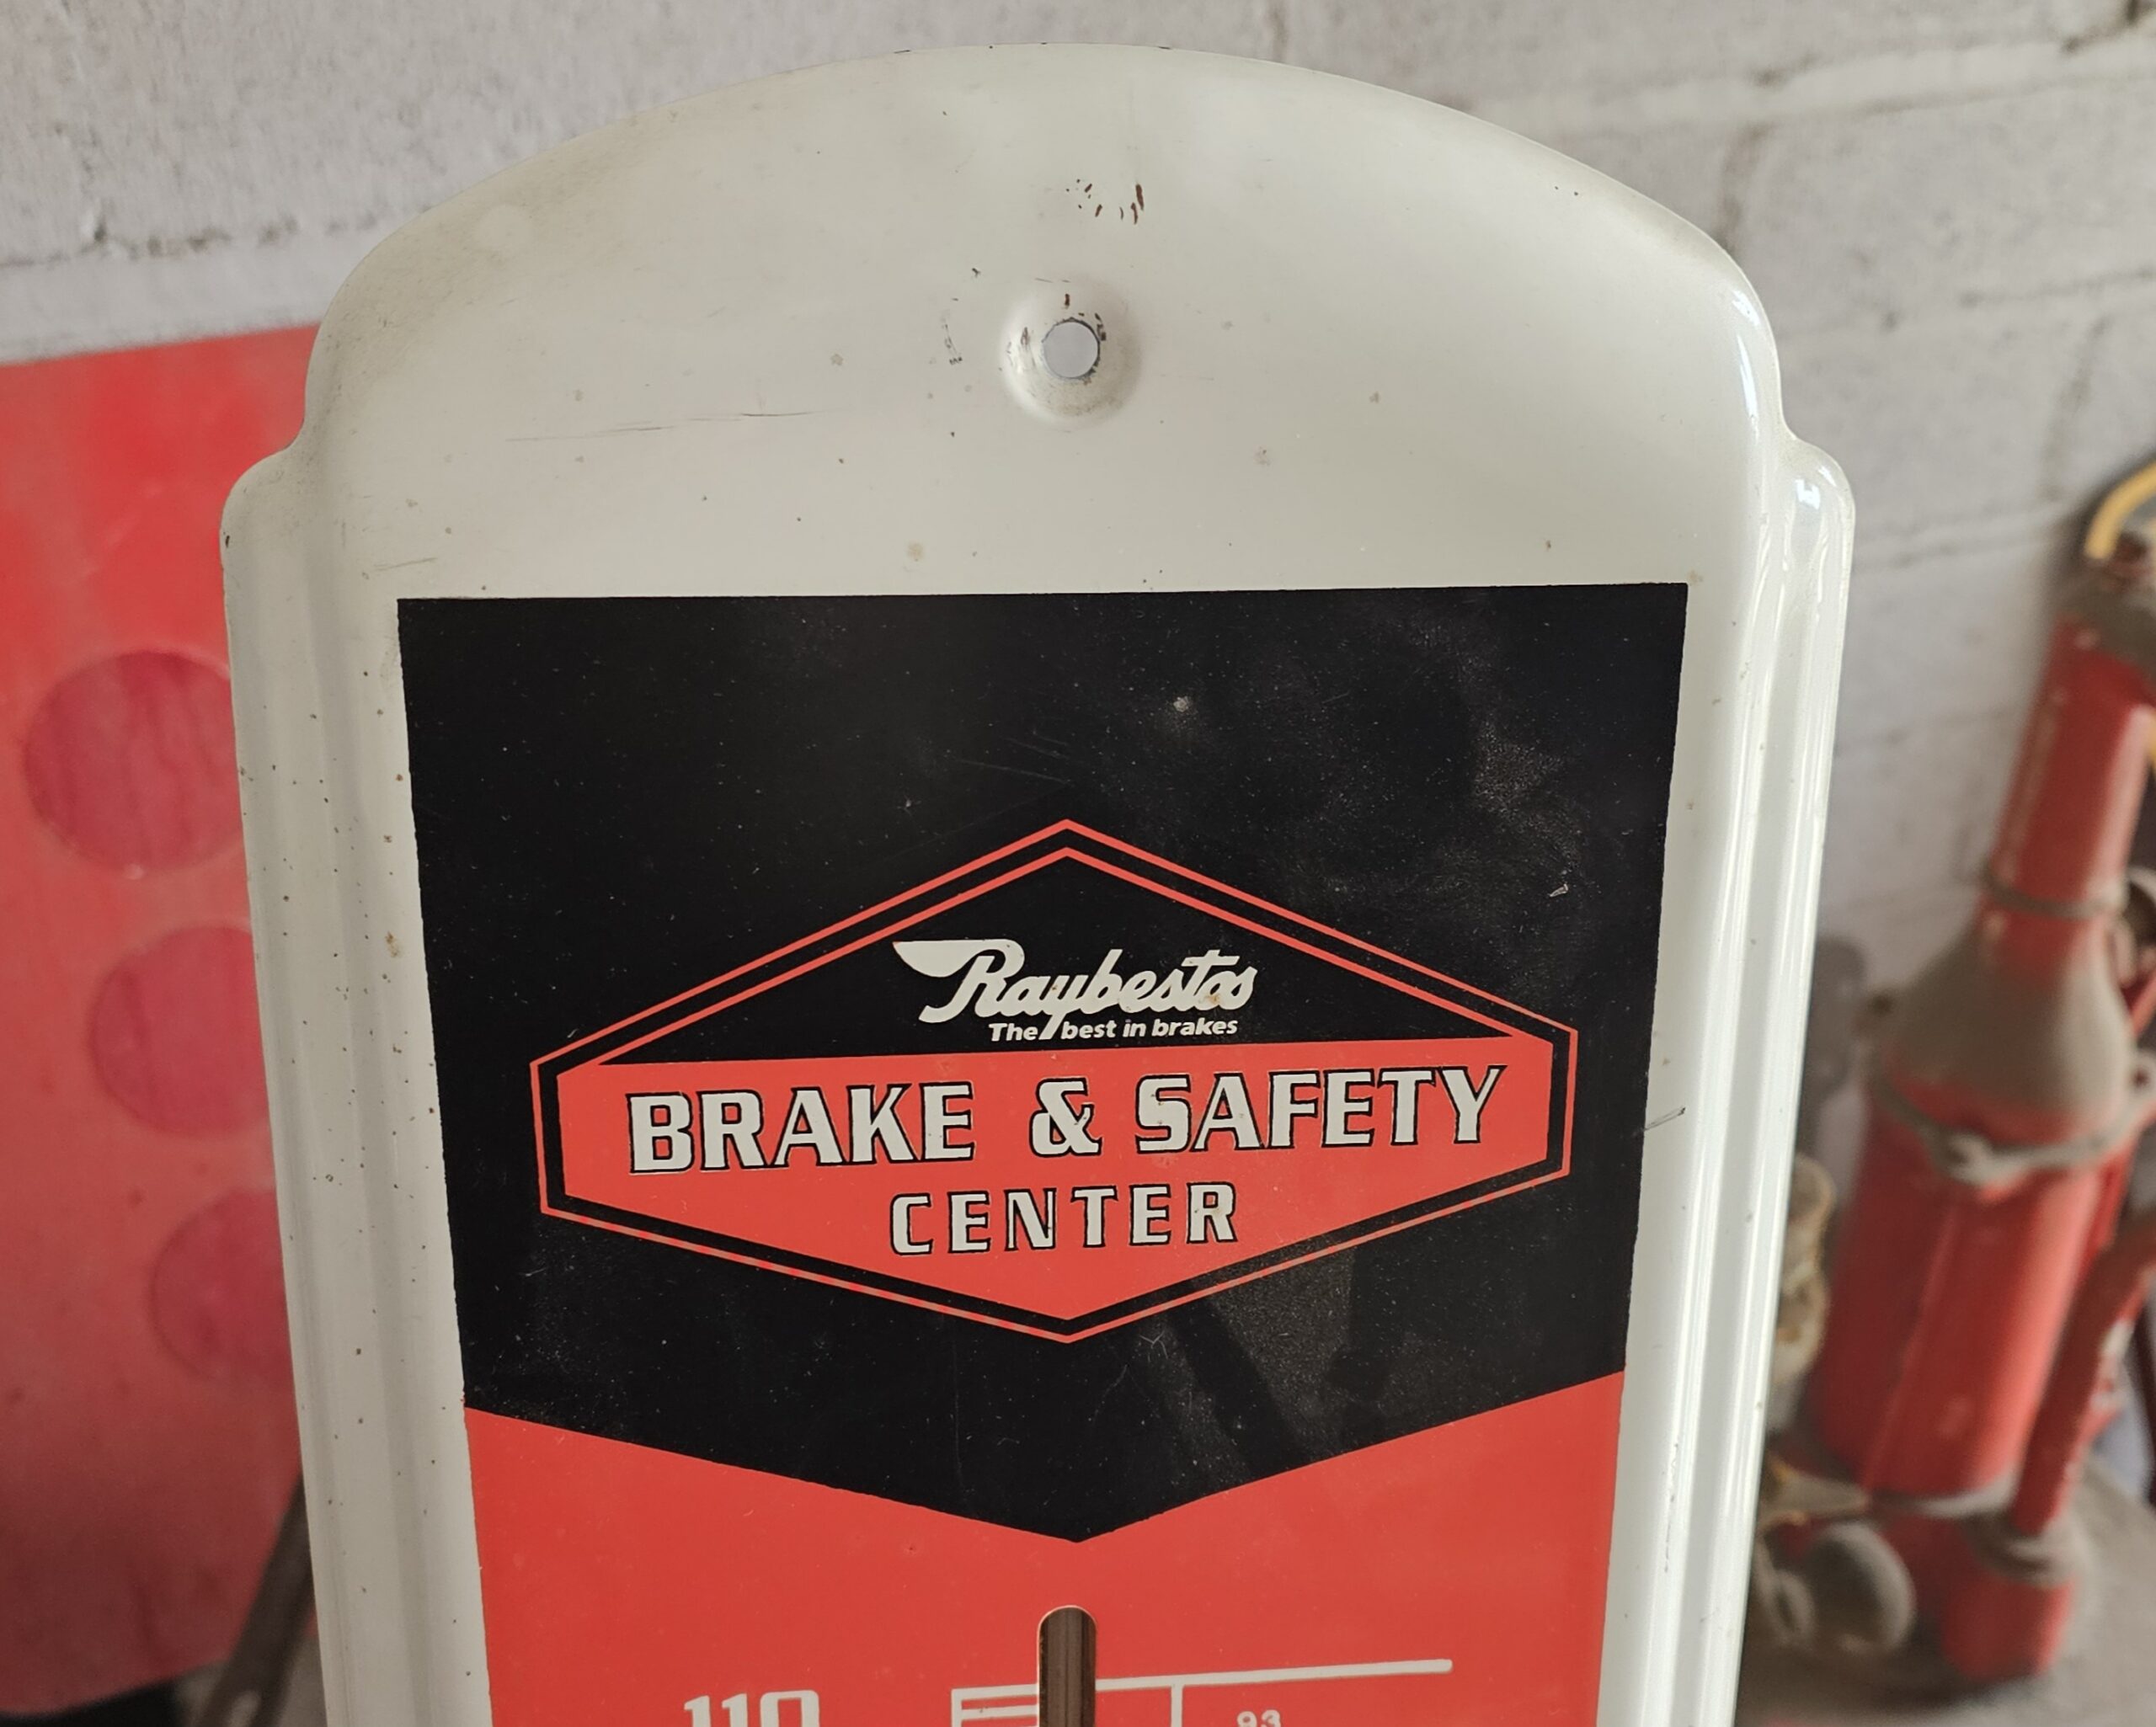 Raybestos
The best in brakes
BRAKE & SAFETY
CENTER
110
93